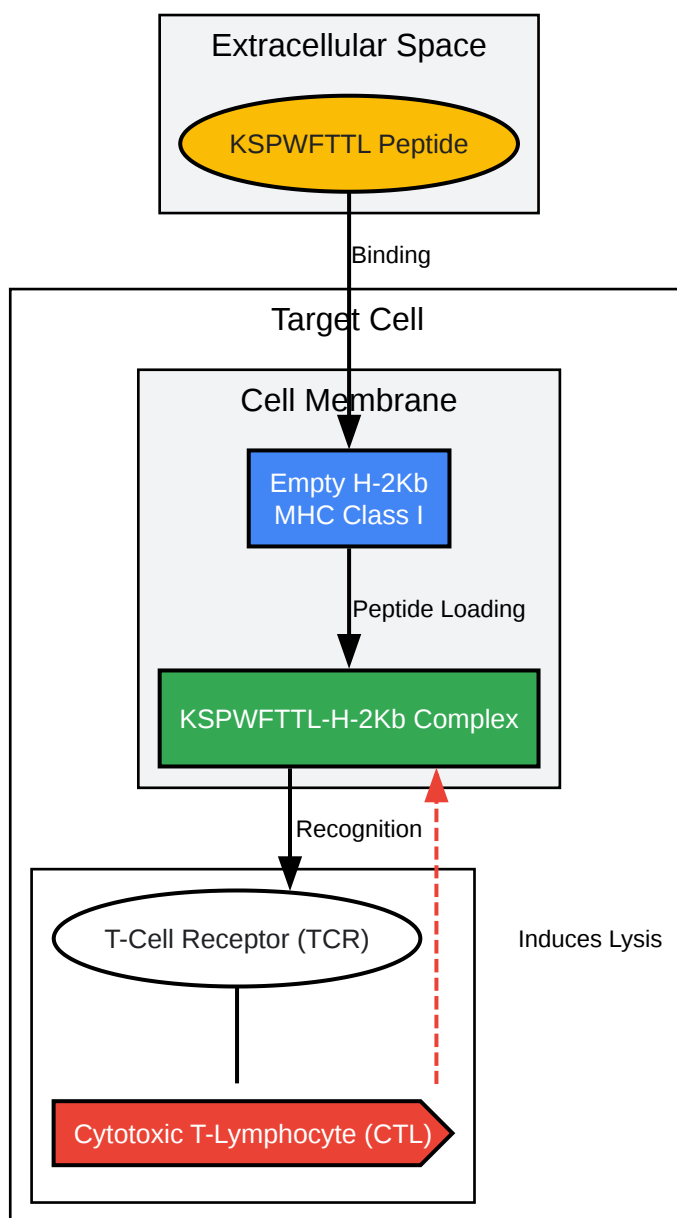 Extracellular Space
KSPWFTTL Peptide
Binding
Target Cell
Cell Membrane
Empty H-2Kb
MHC Class I
Peptide Loading
KSPWFTTL-H-2Kb Complex
Recognition
T-Cell Receptor (TCR)
Induces Lysis
Cytotoxic T-Lymphocyte (CTL)